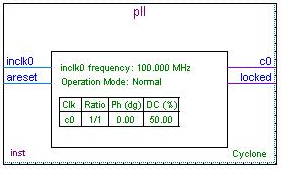 pll
inclk0 c0
areset locked
inclk0 frequency: 100.000 MHz
Operation Mode: Normal
Clk Ratio Ph (dg) DC (%)
c0 1/1 0.00 50.00
inst Cyclone